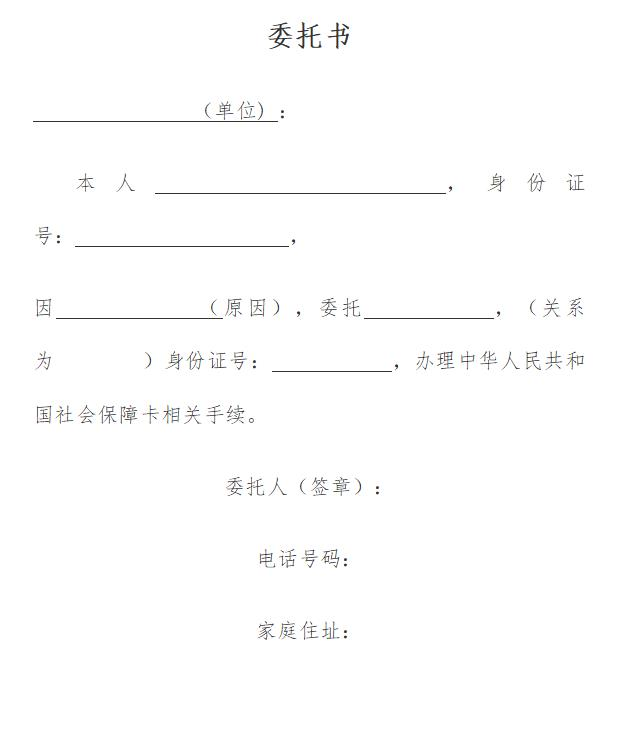 委托书
（单位）：
本人，身份证
号：，
因（原因），委托，（关系
为）身份证号：，办理中华人民共和
国社会保障卡相关手续。
委托人（签章）：
电话号码：
家庭住址：